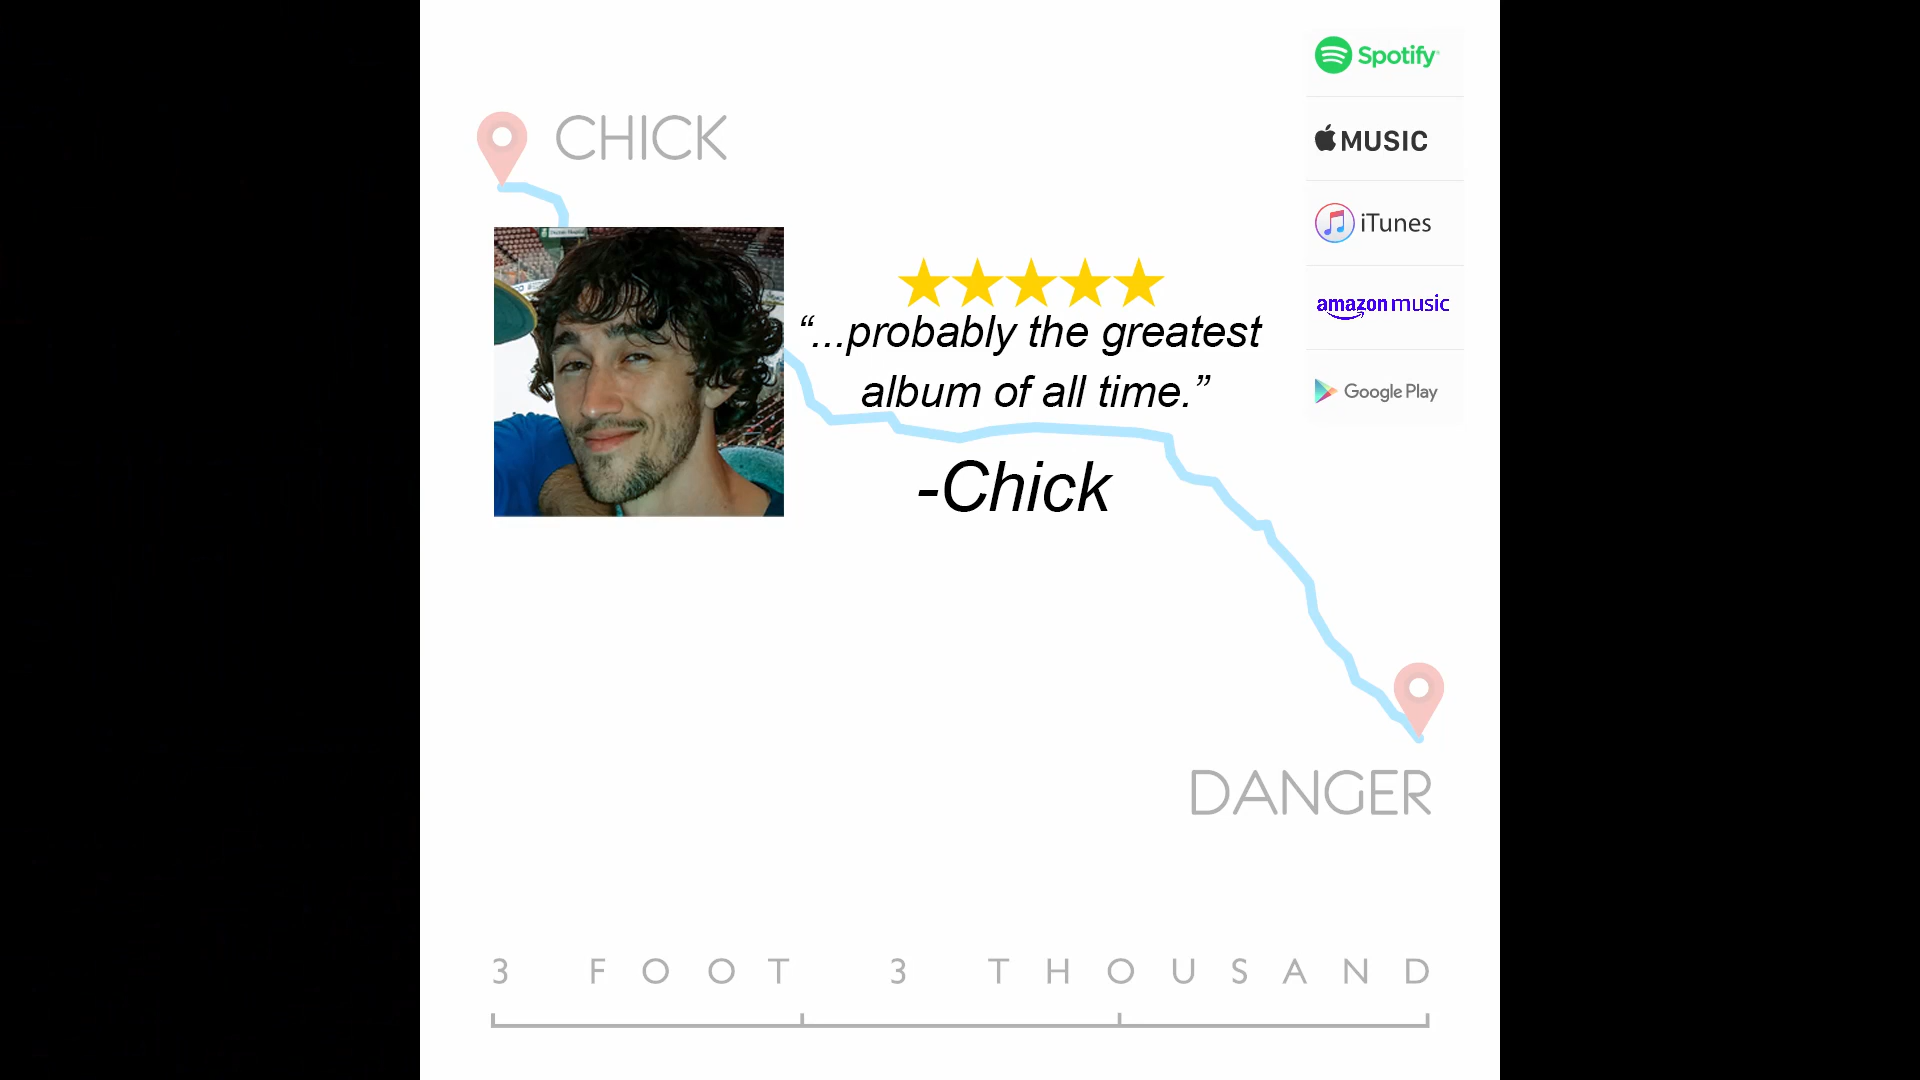 CHICK
“...probably the greatest
album of all time.”
-Chick
Spotify
MUSIC
iTunes
amazon music
Google Play
DANGER
3 FOOT 3 THOUSAND